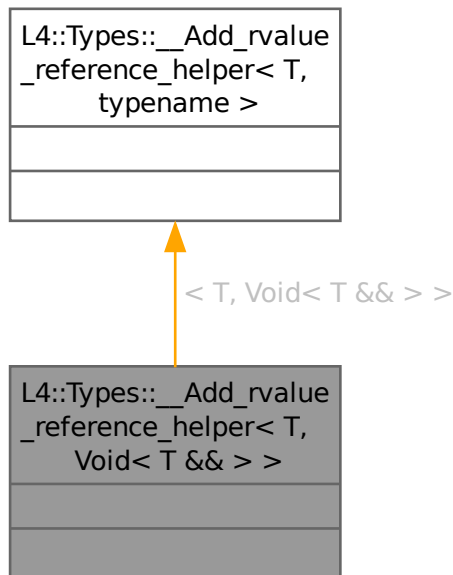 L4::Types::__Add_rvalue
_reference_helper< T,
typename >
< T, Void< T && > >
L4::Types::__Add_rvalue
_reference_helper< T,
Void< T && > >